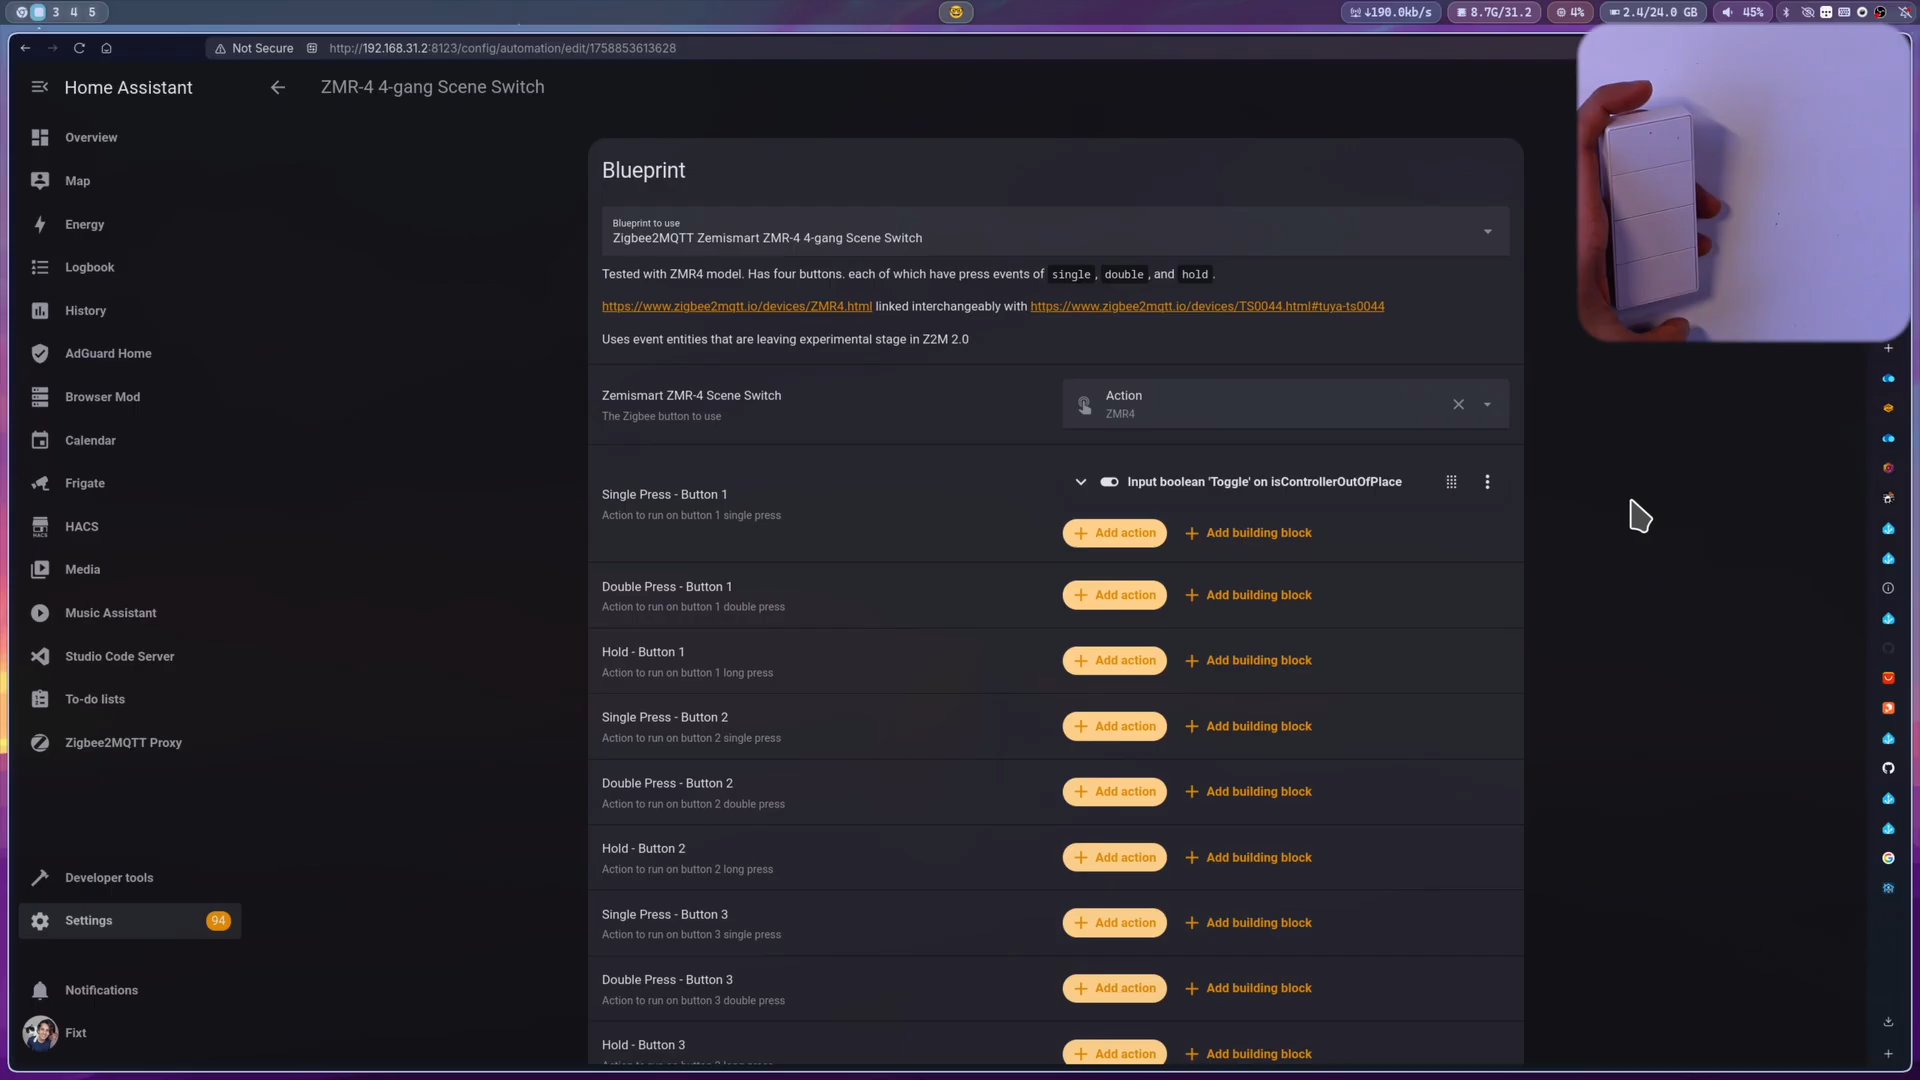 3 4 5
↓190.0kb/s
8.7G/31.2
4%
2.4/24.0 GB
45%
Not Secure
http://192.168.31.2:8123/config/automation/edit/1758853613628
Home Assistant
ZMR-4 4-gang Scene Switch
Overview
Map
Energy
Logbook
History
AdGuard Home
Browser Mod
Calendar
Frigate
HACS
HACS
Media
Music Assistant
Studio Code Server
To-do lists
Zigbee2MQTT Proxy
Developer tools
Settings
94
Notifications
Fixt
Blueprint
Blueprint to use
Zigbee2MQTT Zemismart ZMR-4 4-gang Scene Switch
Tested with ZMR4 model. Has four buttons. each of which have press events of single, double, and hold.
https://www.zigbee2mqtt.io/devices/ZMR4.html linked interchangeably with https://www.zigbee2mqtt.io/devices/TS0044.html#tuya-ts0044
Uses event entities that are leaving experimental stage in Z2M 2.0
Zemismart ZMR-4 Scene Switch
The Zigbee button to use
Action
ZMR4
Single Press - Button 1
Action to run on button 1 single press
Input boolean 'Toggle' on isControllerOutOfPlace
Add action
Add building block
Double Press - Button 1
Action to run on button 1 double press
Add action
Add building block
Hold - Button 1
Action to run on button 1 long press
Add action
Add building block
Single Press - Button 2
Action to run on button 2 single press
Add action
Add building block
Double Press - Button 2
Action to run on button 2 double press
Add action
Add building block
Hold - Button 2
Action to run on button 2 long press
Add action
Add building block
Single Press - Button 3
Action to run on button 3 single press
Add action
Add building block
Double Press - Button 3
Action to run on button 3 double press
Add action
Add building block
Hold - Button 3
Add action
Add building block